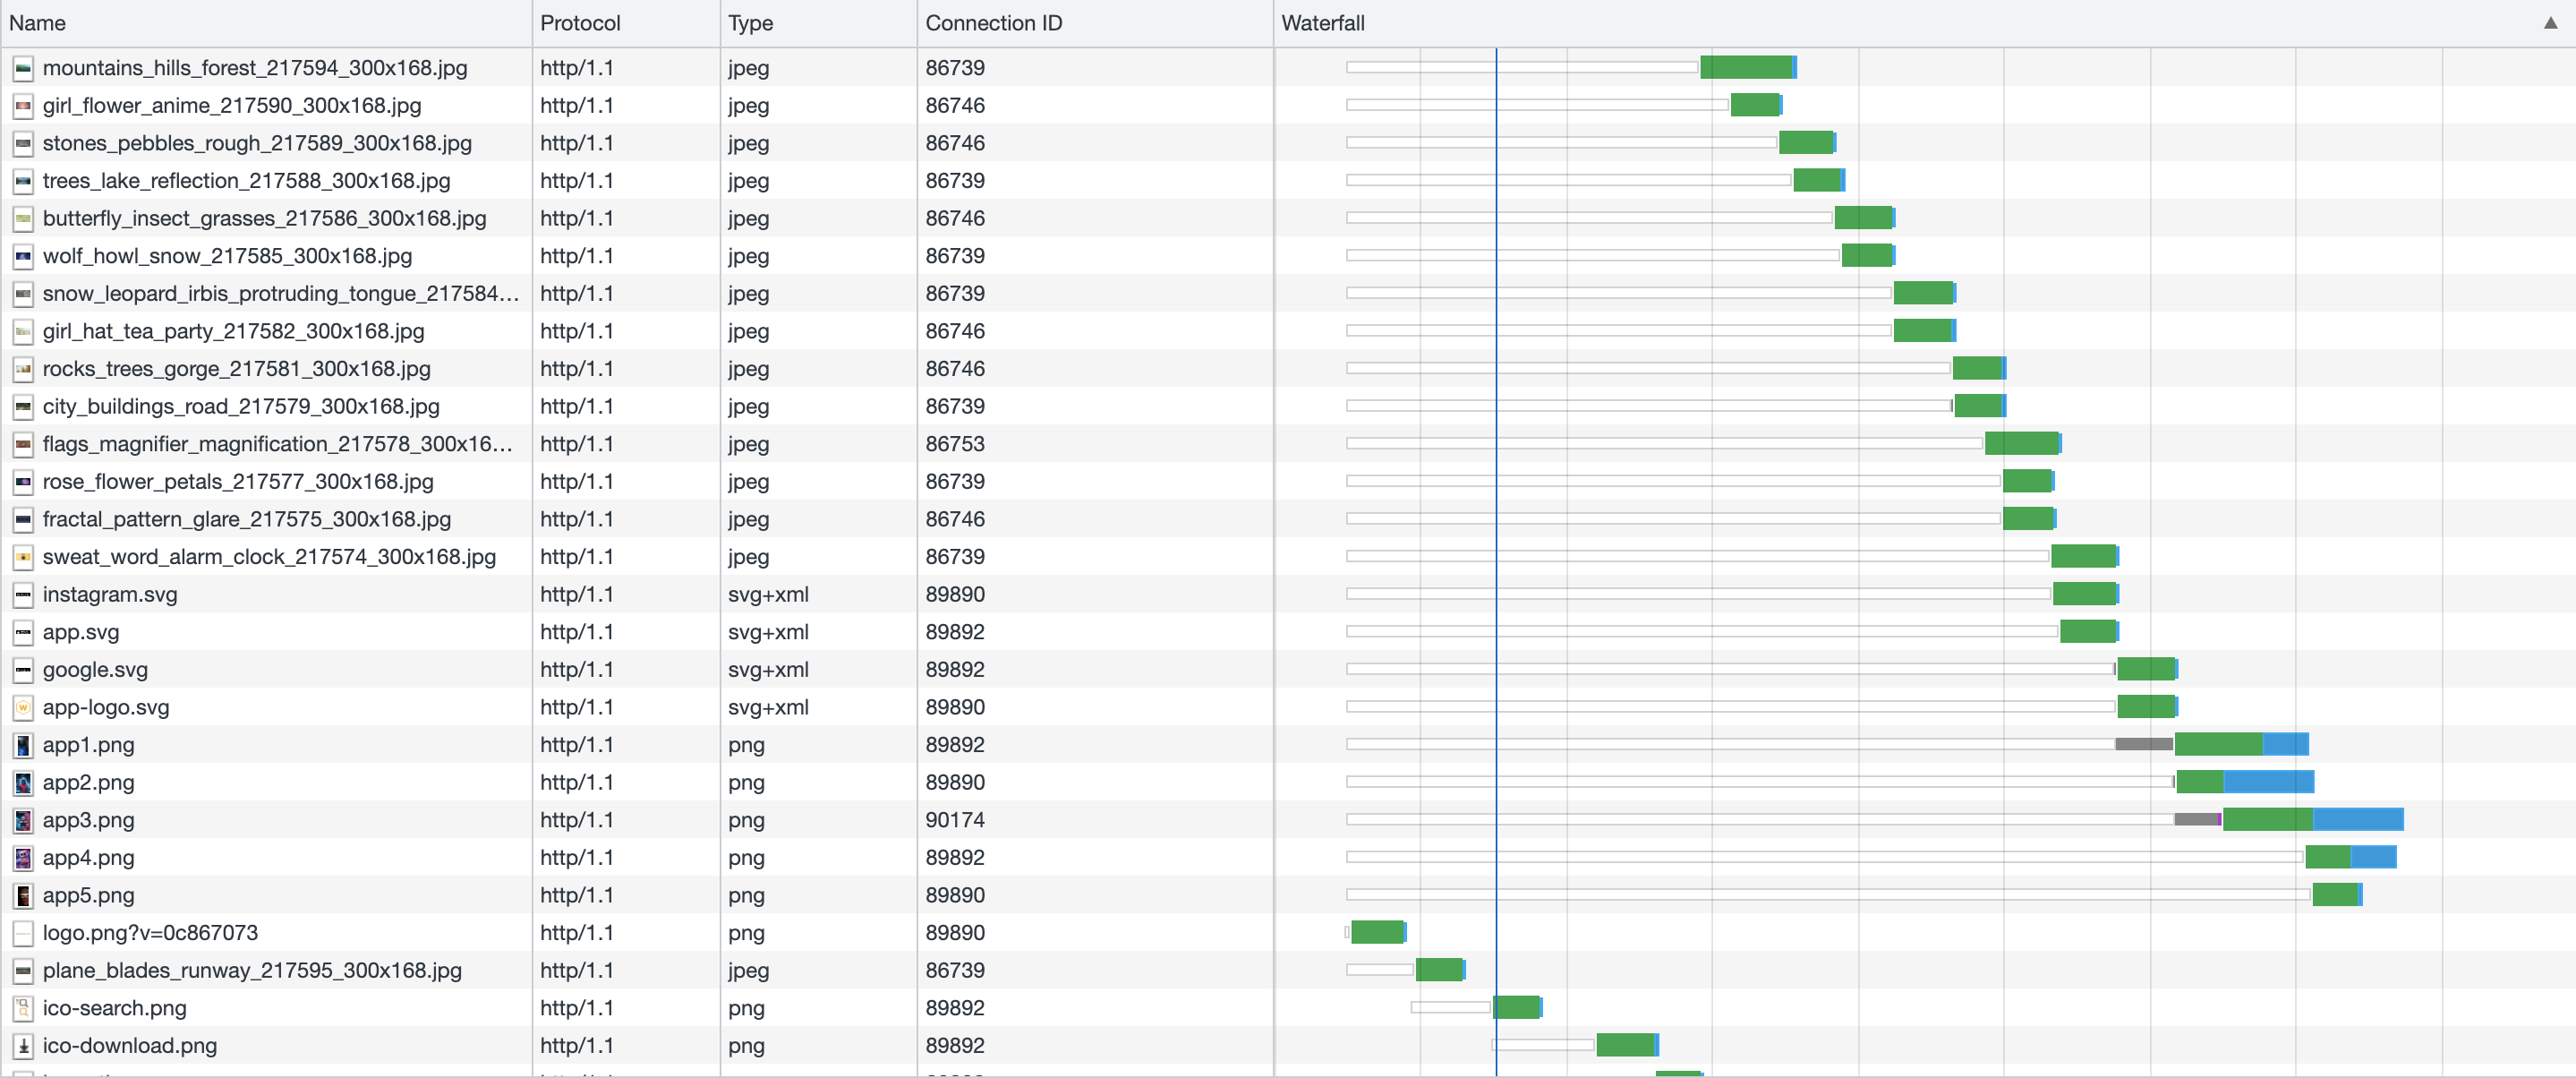 Name Protocol Type Connection ID Waterfall ▲
mountains_hills_forest_217594_300x168.jpg http/1.1 jpeg 86739
girl_flower_anime_217590_300x168.jpg http/1.1 jpeg 86746
stones_pebbles_rough_217589_300x168.jpg http/1.1 jpeg 86746
trees_lake_reflection_217588_300x168.jpg http/1.1 jpeg 86739
butterfly_insect_grasses_217586_300x168.jpg http/1.1 jpeg 86746
wolf_howl_snow_217585_300x168.jpg http/1.1 jpeg 86739
snow_leopard_irbis_protruding_tongue_217584... http/1.1 jpeg 86739
girl_hat_tea_party_217582_300x168.jpg http/1.1 jpeg 86746
rocks_trees_gorge_217581_300x168.jpg http/1.1 jpeg 86746
city_buildings_road_217579_300x168.jpg http/1.1 jpeg 86739
flags_magnifier_magnification_217578_300x16... http/1.1 jpeg 86753
rose_flower_petals_217577_300x168.jpg http/1.1 jpeg 86739
fractal_pattern_glare_217575_300x168.jpg http/1.1 jpeg 86746
sweat_word_alarm_clock_217574_300x168.jpg http/1.1 jpeg 86739
instagram.svg http/1.1 svg+xml 89890
app.svg http/1.1 svg+xml 89892
google.svg http/1.1 svg+xml 89892
app-logo.svg http/1.1 svg+xml 89890
app1.png http/1.1 png 89892
app2.png http/1.1 png 89890
app3.png http/1.1 png 90174
app4.png http/1.1 png 89892
app5.png http/1.1 png 89890
logo.png?v=0c867073 http/1.1 png 89890
plane_blades_runway_217595_300x168.jpg http/1.1 jpeg 86739
ico-search.png http/1.1 png 89892
ico-download.png http/1.1 png 89892